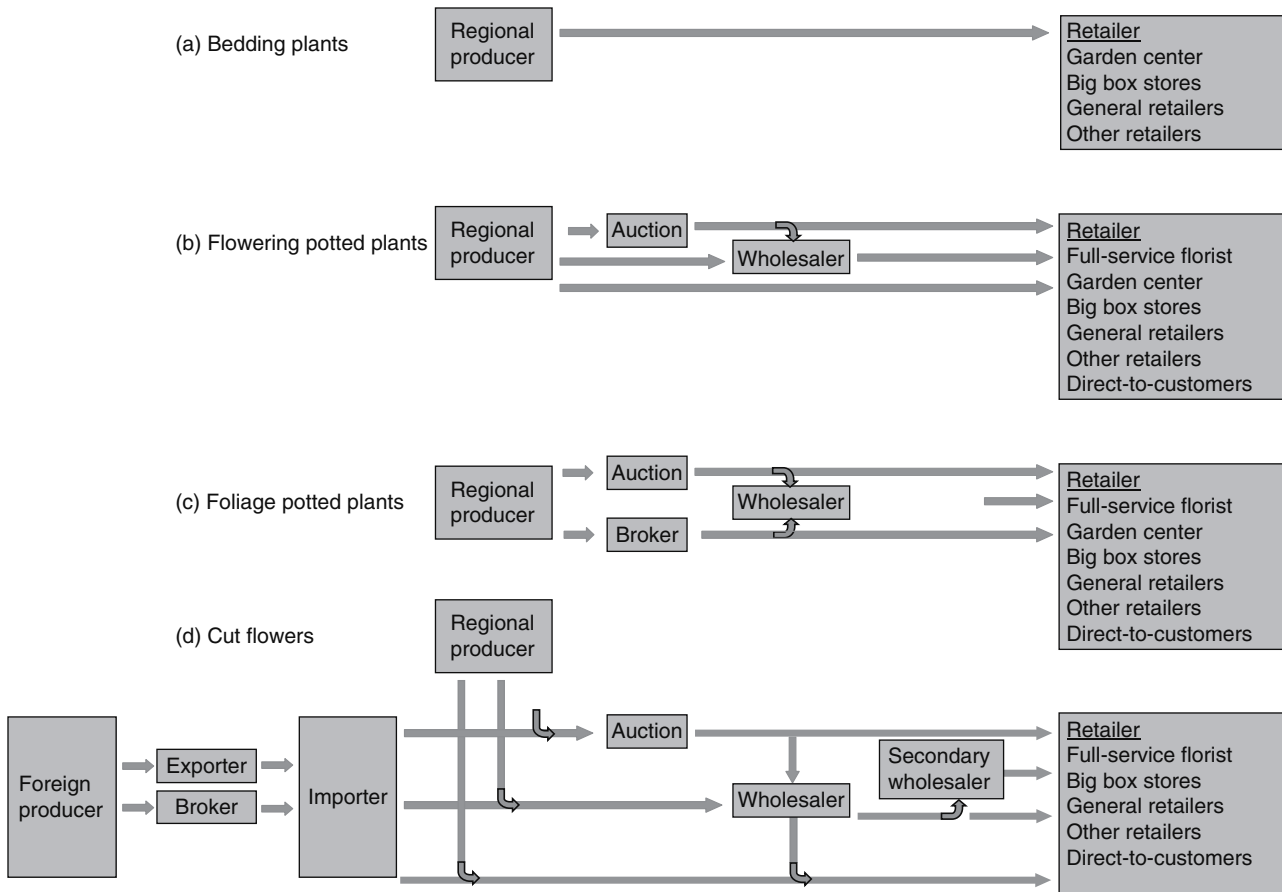 (a) Bedding plants
Regional
producer
Retailer
Garden center
Big box stores
General retailers
Other retailers
(b) Flowering potted plants
Regional
producer
Auction
Wholesaler
Retailer
Full-service florist
Garden center
Big box stores
General retailers
Other retailers
Direct-to-customers
(c) Foliage potted plants
Regional
producer
Auction
Wholesaler
Broker
Retailer
Full-service florist
Garden center
Big box stores
General retailers
Other retailers
Direct-to-customers
(d) Cut flowers
Regional
producer
Foreign
producer
Exporter
Broker
Importer
Auction
Wholesaler
Secondary
wholesaler
Retailer
Full-service florist
Big box stores
General retailers
Other retailers
Direct-to-customers